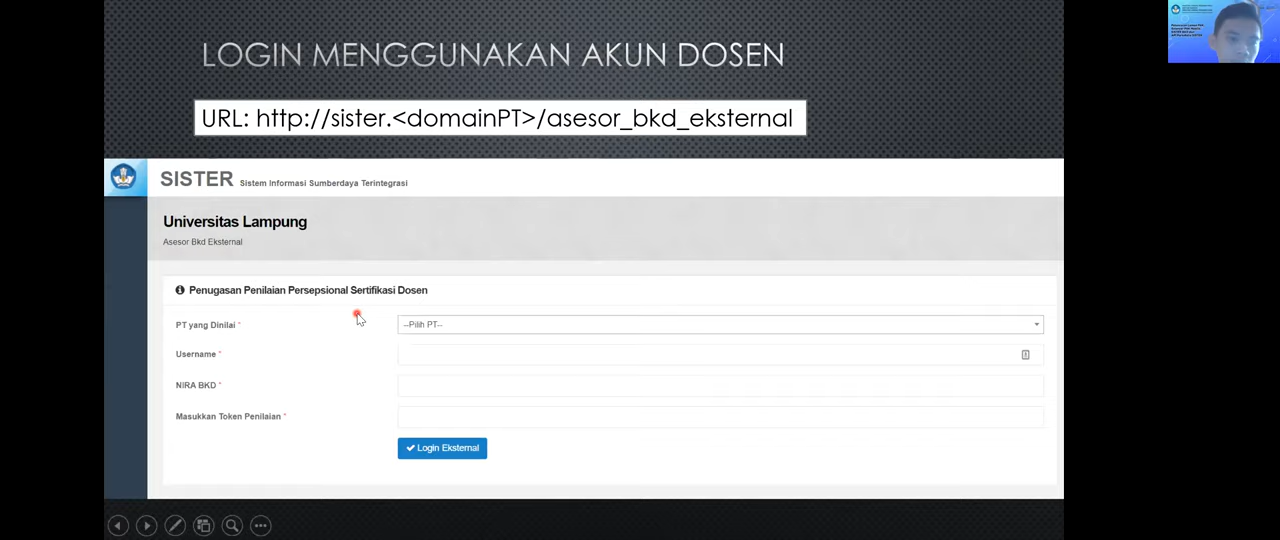 LOGIN MENGGUNAKAN AKUN DOSEN
URL: http://sister.<domainPT>/asesor_bkd_eksternal
SISTER Sistem Informasi Sumberdaya Terintegrasi
Universitas Lampung
Asesor Bkd Eksternal
Penugasan Penilaian Persepsional Sertifikasi Dosen
PT yang Dinilai *
--Pilih PT--
Username *
NIRA BKD *
Masukkan Token Penilaian *
Login Eksternal